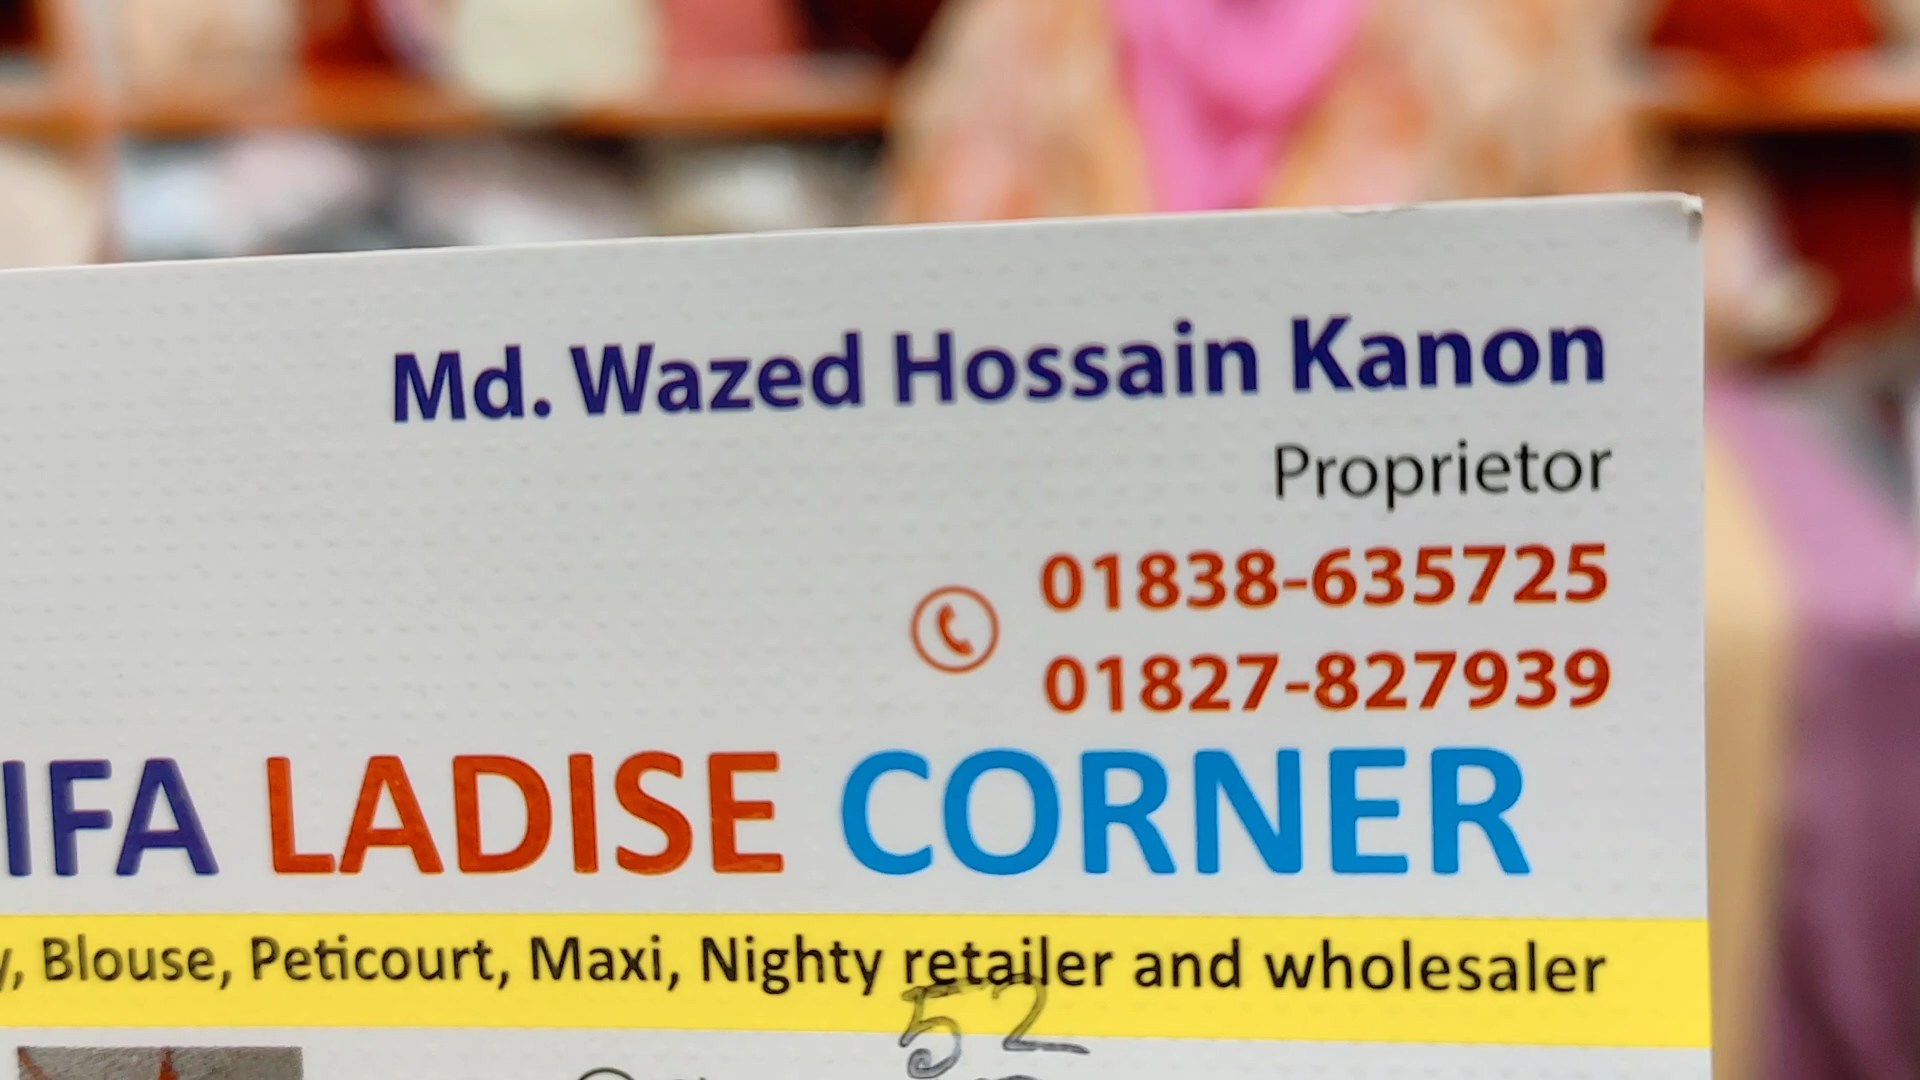 Md. Wazed Hossain Kanon
Proprietor
01838-635725
01827-827939
IFA LADISE CORNER
y, Blouse, Peticourt, Maxi, Nighty retailer and wholesaler
52